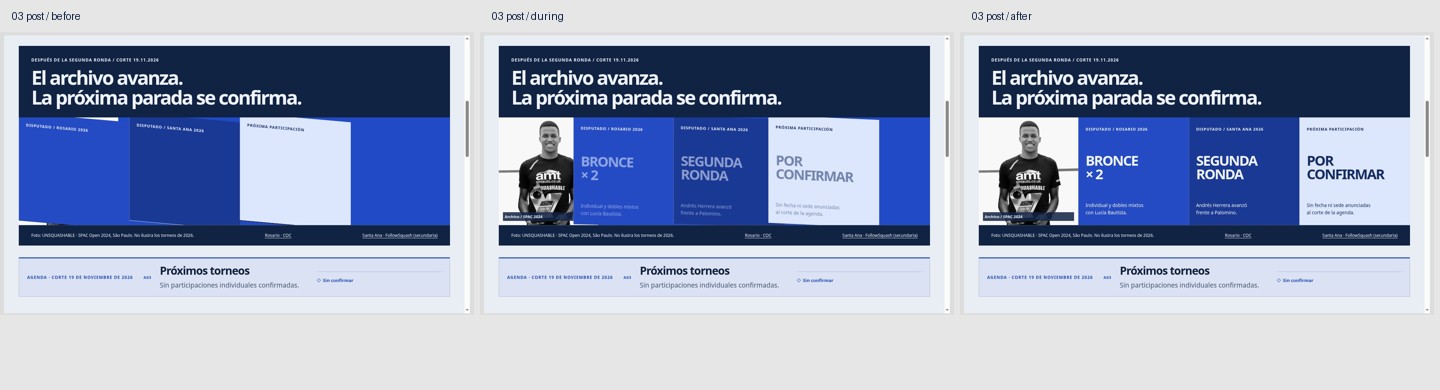 03 post / before
DESPUÉS DE LA SEGUNDA RONDA / CORTE 19.11.2026
El archivo avanza.
La próxima parada se confirma.
DISPUTADO / ROSARIO 2026
DISPUTADO / SANTA ANA 2026
PRÓXIMA PARTICIPACIÓN
Foto: UNSQUASHABLE · SPAC Open 2024, São Paulo. No ilustra los torneos de 2026.
Rosario · COC
Santa Ana · FollowSquash (secundaria)
AGENDA · CORTE 19 DE NOVIEMBRE DE 2026
Próximos torneos
Sin participaciones individuales confirmadas.
◇ Sin confirmar
03 post / during
DESPUÉS DE LA SEGUNDA RONDA / CORTE 19.11.2026
El archivo avanza.
La próxima parada se confirma.
DISPUTADO / ROSARIO 2026
DISPUTADO / SANTA ANA 2026
PRÓXIMA PARTICIPACIÓN
amt
UNSQUASHABLE
BRONCE
× 2
SEGUNDA
RONDA
POR
CONFIRMAR
Individual y dobles mixtos
con Lucía Bautista.
Andrés Herrera avanzó
frente a Palomino.
Sin fecha ni sede anunciadas
al corte de la agenda.
Archivo / SPAC 2024
Foto: UNSQUASHABLE · SPAC Open 2024, São Paulo. No ilustra los torneos de 2026.
Rosario · COC
Santa Ana · FollowSquash (secundaria)
AGENDA · CORTE 19 DE NOVIEMBRE DE 2026
Próximos torneos
Sin participaciones individuales confirmadas.
◇ Sin confirmar
03 post / after
DESPUÉS DE LA SEGUNDA RONDA / CORTE 19.11.2026
El archivo avanza.
La próxima parada se confirma.
DISPUTADO / ROSARIO 2026
DISPUTADO / SANTA ANA 2026
PRÓXIMA PARTICIPACIÓN
amt
UNSQUASHABLE
BRONCE
× 2
SEGUNDA
RONDA
POR
CONFIRMAR
Individual y dobles mixtos
con Lucía Bautista.
Andrés Herrera avanzó
frente a Palomino.
Sin fecha ni sede anunciadas
al corte de la agenda.
Archivo / SPAC 2024
Foto: UNSQUASHABLE · SPAC Open 2024, São Paulo. No ilustra los torneos de 2026.
Rosario · COC
Santa Ana · FollowSquash (secundaria)
AGENDA · CORTE 19 DE NOVIEMBRE DE 2026
Próximos torneos
Sin participaciones individuales confirmadas.
◇ Sin confirmar